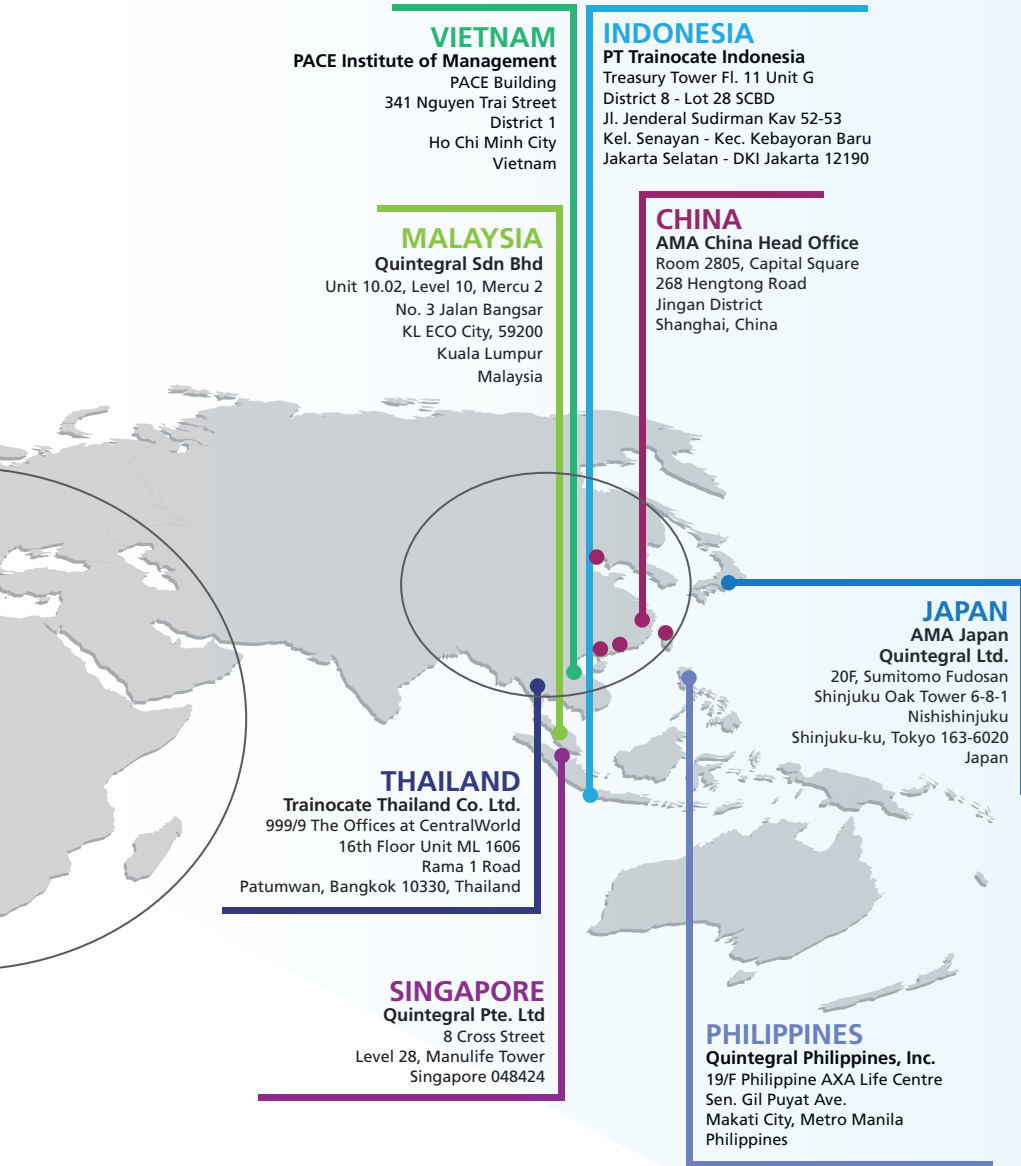 VIETNAM
PACE Institute of Management
PACE Building
341 Nguyen Trai Street
District 1
Ho Chi Minh City
Vietnam
INDONESIA
PT Trainocate Indonesia
Treasury Tower Fl. 11 Unit G
District 8 - Lot 28 SCBD
Jl. Jenderal Sudirman Kav 52-53
Kel. Senayan - Kec. Kebayoran Baru
Jakarta Selatan - DKI Jakarta 12190
MALAYSIA
Quintegral Sdn Bhd
Unit 10.02, Level 10, Mercu 2
No. 3 Jalan Bangsar
KL ECO City, 59200
Kuala Lumpur
Malaysia
CHINA
AMA China Head Office
Room 2805, Capital Square
268 Hengtong Road
Jingan District
Shanghai, China
JAPAN
AMA Japan
Quintegral Ltd.
20F, Sumitomo Fudosan
Shinjuku Oak Tower 6-8-1
Nishishinjuku
Shinjuku-ku, Tokyo 163-6020
Japan
THAILAND
Trainocate Thailand Co. Ltd.
999/9 The Offices at CentralWorld
16th Floor Unit ML 1606
Rama 1 Road
Patumwan, Bangkok 10330, Thailand
SINGAPORE
Quintegral Pte. Ltd
8 Cross Street
Level 28, Manulife Tower
Singapore 048424
PHILIPPINES
Quintegral Philippines, Inc.
19/F Philippine AXA Life Centre
Sen. Gil Puyat Ave.
Makati City, Metro Manila
Philippines